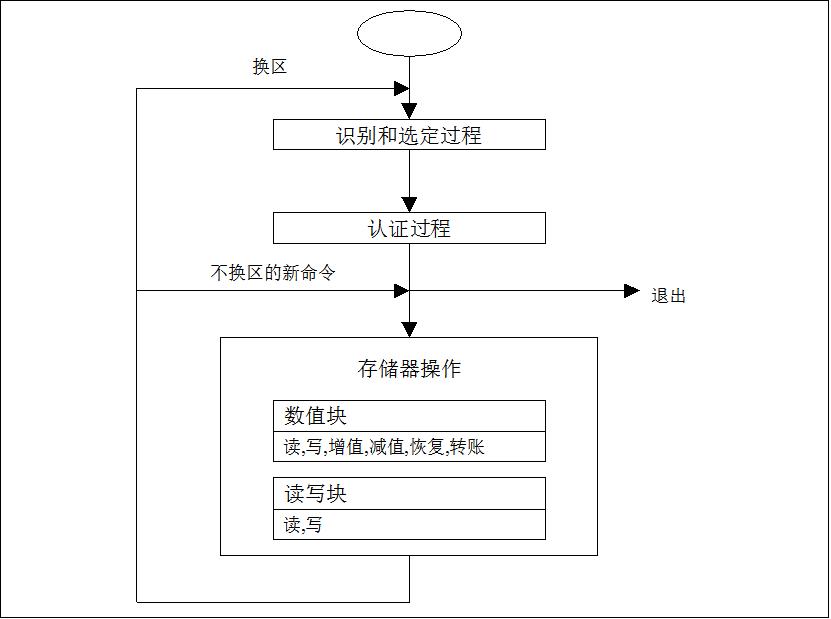 换区
识别和选定过程
认证过程
不换区的新命令
退出
存储器操作
数值块
读,写,增值,减值,恢复,转账
读写块
读,写